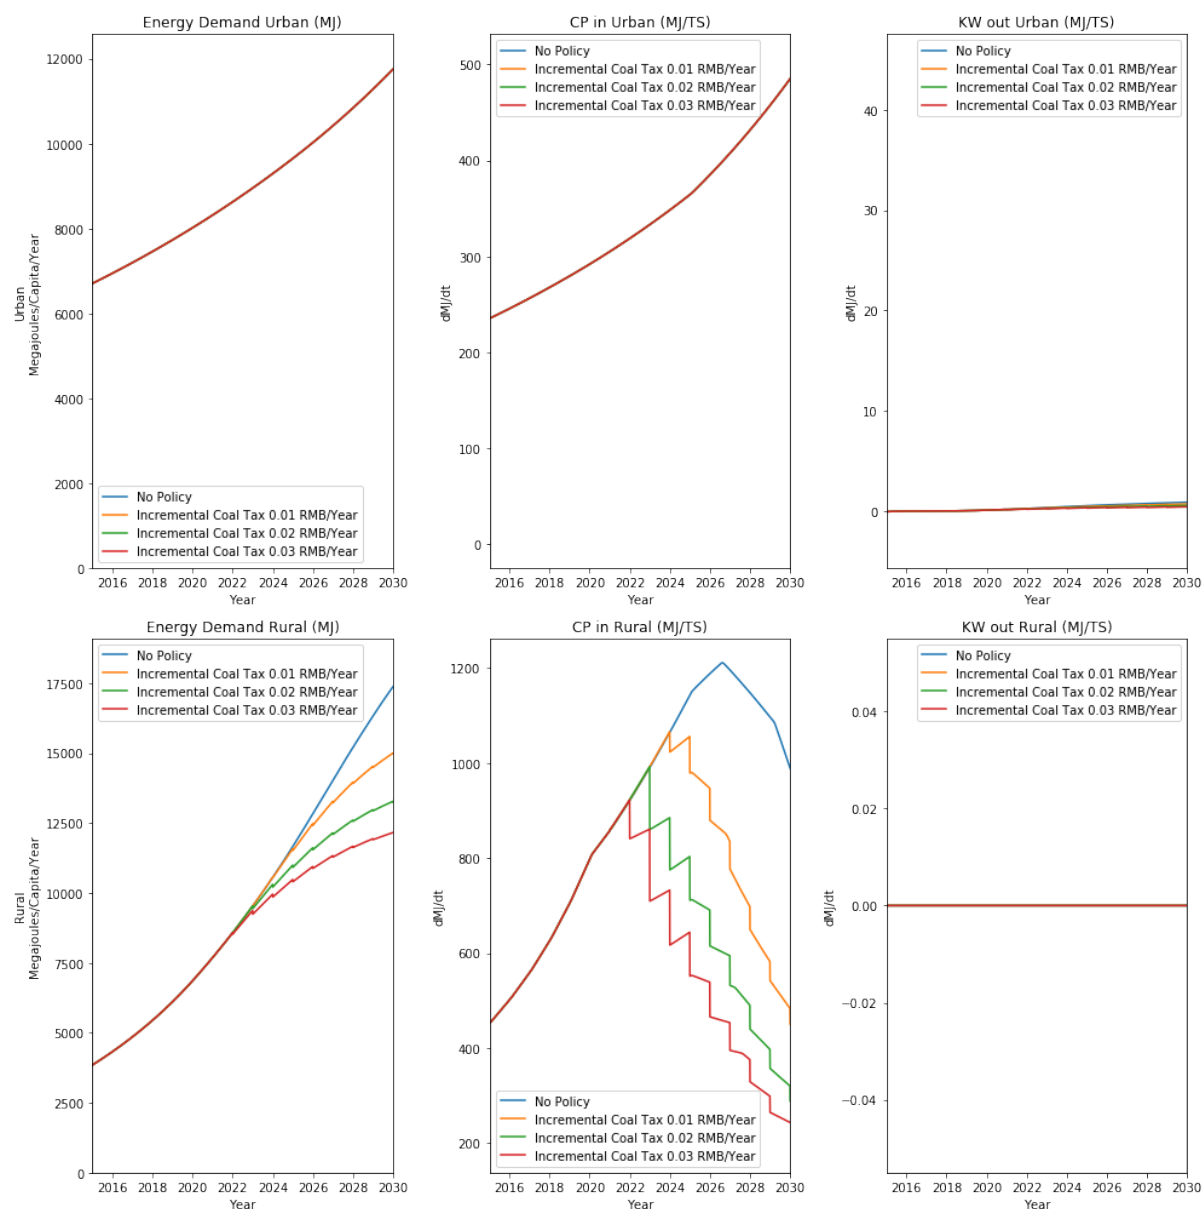 Energy Demand Urban (MJ)
12000
10000
8000
6000
4000
2000
0
Urban
Megajoules/Capita/Year
No Policy
Incremental Coal Tax 0.01 RMB/Year
Incremental Coal Tax 0.02 RMB/Year
Incremental Coal Tax 0.03 RMB/Year
2016 2018 2020 2022 2024 2026 2028 2030
Year
CP in Urban (MJ/TS)
No Policy
Incremental Coal Tax 0.01 RMB/Year
Incremental Coal Tax 0.02 RMB/Year
Incremental Coal Tax 0.03 RMB/Year
500
400
300
200
100
0
dMJ/dt
2016 2018 2020 2022 2024 2026 2028 2030
Year
KW out Urban (MJ/TS)
No Policy
Incremental Coal Tax 0.01 RMB/Year
Incremental Coal Tax 0.02 RMB/Year
Incremental Coal Tax 0.03 RMB/Year
40
30
20
10
0
dMJ/dt
2016 2018 2020 2022 2024 2026 2028 2030
Year
Energy Demand Rural (MJ)
No Policy
Incremental Coal Tax 0.01 RMB/Year
Incremental Coal Tax 0.02 RMB/Year
Incremental Coal Tax 0.03 RMB/Year
17500
15000
12500
10000
7500
5000
2500
0
Rural
Megajoules/Capita/Year
2016 2018 2020 2022 2024 2026 2028 2030
Year
CP in Rural (MJ/TS)
1200
1000
800
600
400
200
dMJ/dt
No Policy
Incremental Coal Tax 0.01 RMB/Year
Incremental Coal Tax 0.02 RMB/Year
Incremental Coal Tax 0.03 RMB/Year
2016 2018 2020 2022 2024 2026 2028 2030
Year
KW out Rural (MJ/TS)
No Policy
Incremental Coal Tax 0.01 RMB/Year
Incremental Coal Tax 0.02 RMB/Year
Incremental Coal Tax 0.03 RMB/Year
0.04
0.02
0.00
−0.02
−0.04
dMJ/dt
2016 2018 2020 2022 2024 2026 2028 2030
Year